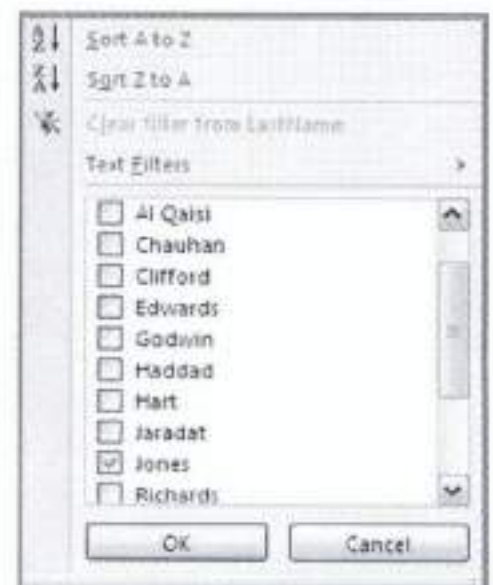 Sort A to Z
Sort Z to A
Clear filter from LastName
Text Filters
Al Qaisi
Chauhan
Clifford
Edwards
Godwin
Haddad
Hart
Jaradat
Jones
Richards
OK
Cancel